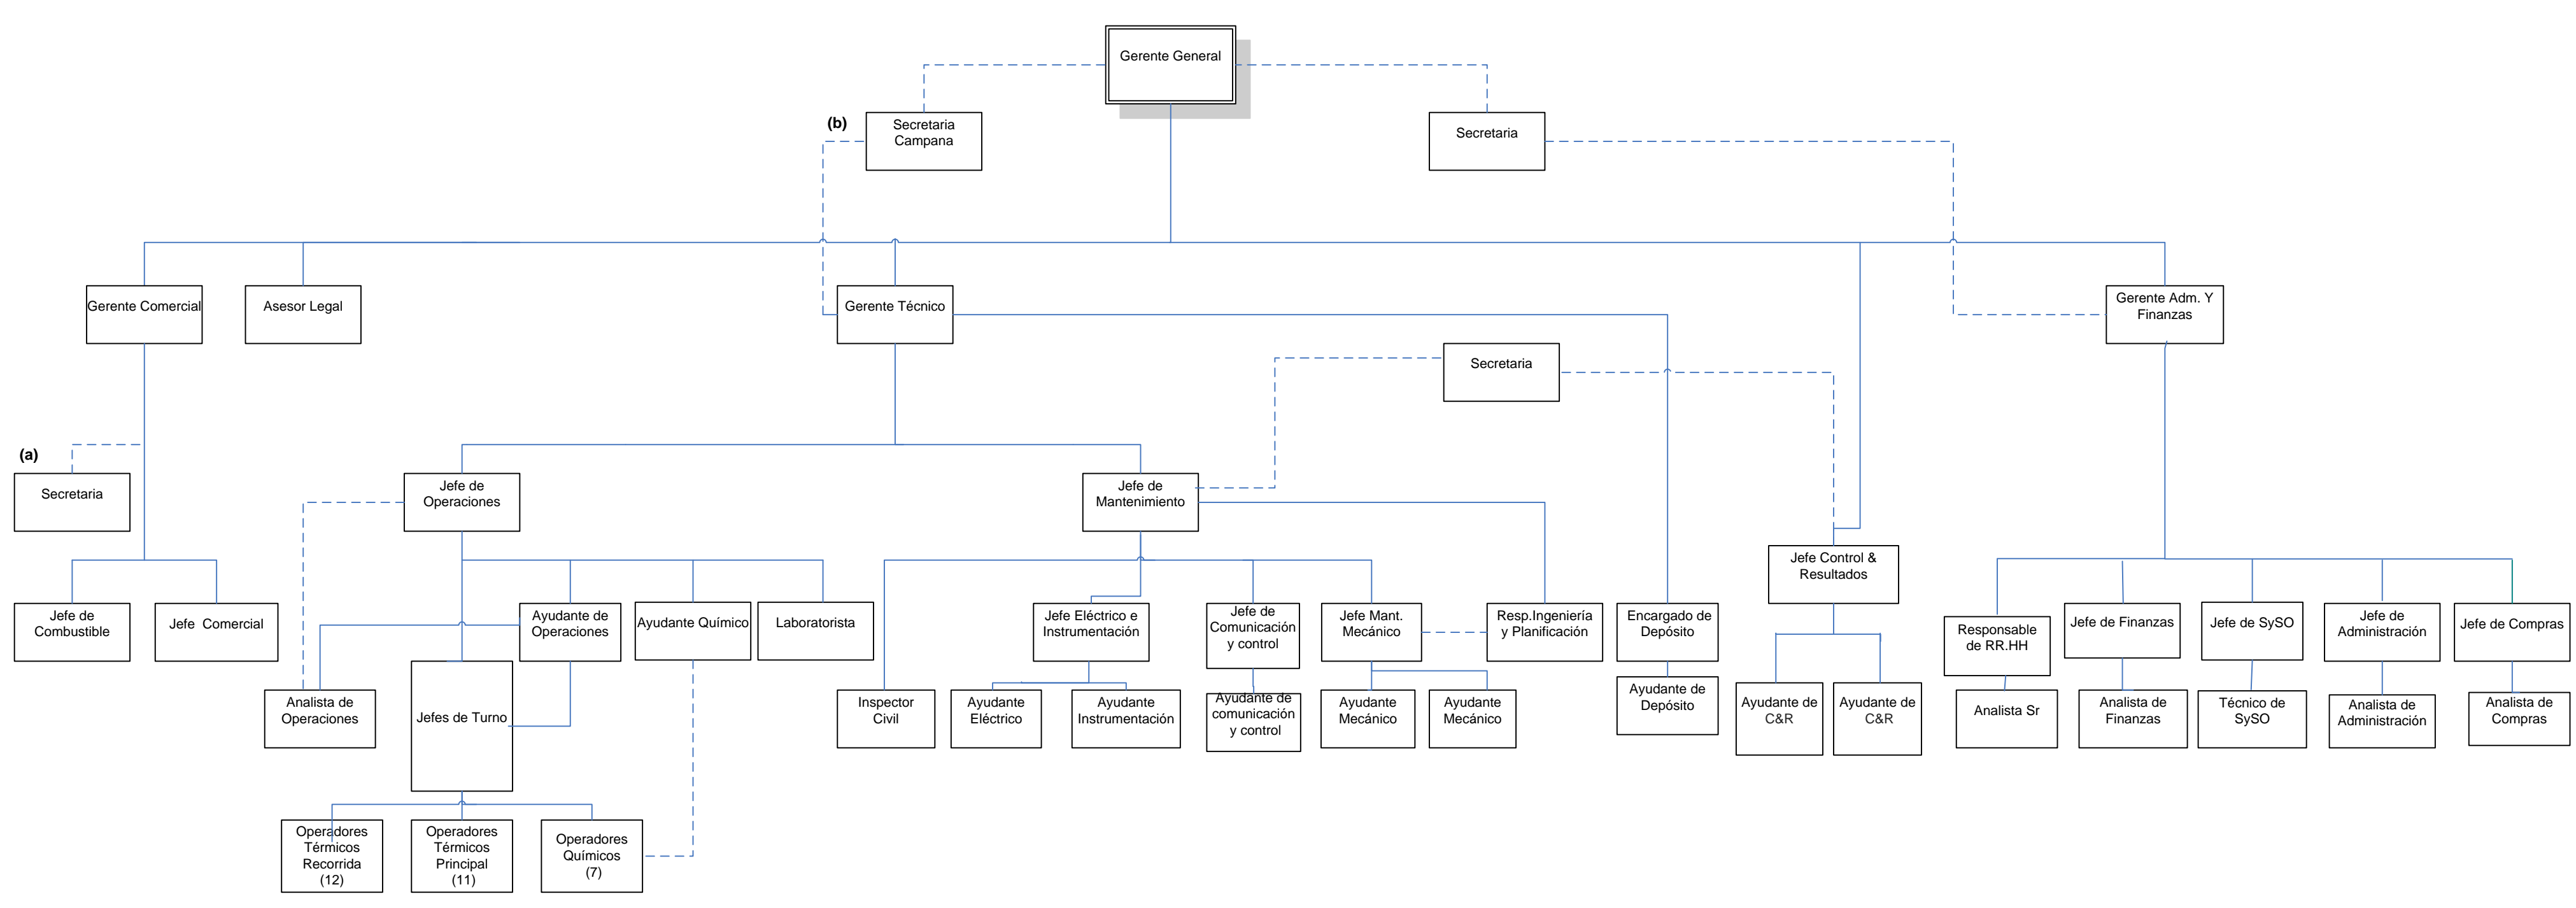 Gerente General
(b)
Secretaria
Campana
Secretaria
Gerente Comercial
Asesor Legal
Gerente Técnico
Gerente Adm. Y
Finanzas
Secretaria
(a)
Secretaria
Jefe de
Operaciones
Jefe de
Mantenimiento
Jefe Control &
Resultados
Jefe de
Combustible
Jefe  Comercial
Ayudante de
Operaciones
Ayudante Químico
Laboratorista
Jefe Eléctrico e
Instrumentación
Jefe de
Comunicación
y control
Jefe Mant.
Mecánico
Resp.Ingeniería
y Planificación
Encargado de
Depósito
Responsable
de RR.HH
Jefe de Finanzas
Jefe de SySO
Jefe de
Administración
Jefe de Compras
Analista de
Operaciones
Jefes de Turno
Inspector
Civil
Ayudante
Eléctrico
Ayudante
Instrumentación
Ayudante de
comunicación
y control
Ayudante
Mecánico
Ayudante
Mecánico
Ayudante de
Depósito
Ayudante de
C&R
Ayudante de
C&R
Analista Sr
Analista de
Finanzas
Técnico de
SySO
Analista de
Administración
Analista de
Compras
Operadores
Térmicos
Recorrida
(12)
Operadores
Térmicos
Principal
(11)
Operadores
Químicos
(7)